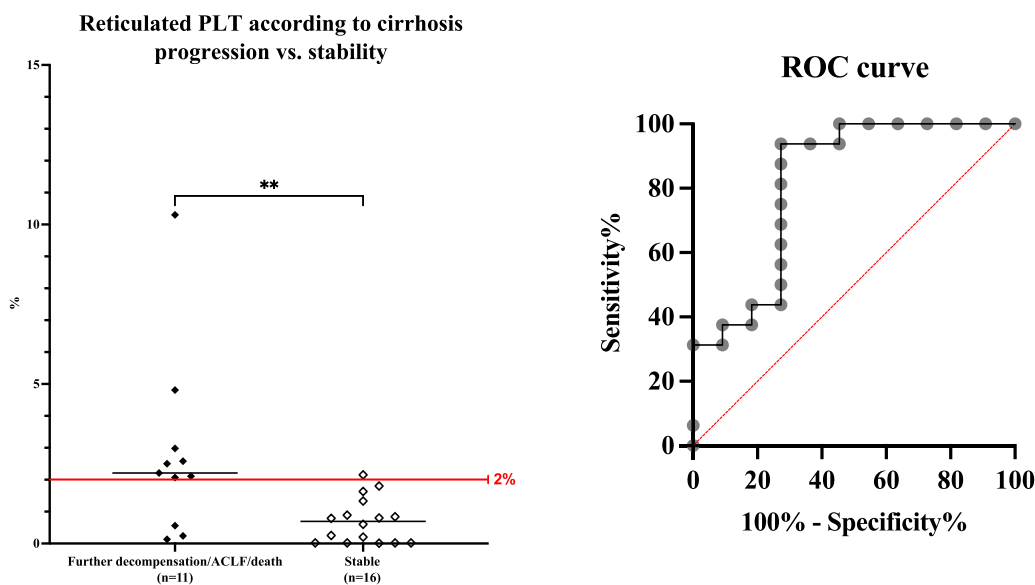 Reticulated PLT according to cirrhosis
progression vs. stability
15
10
5
0
%
**
2%
Further decompensation/ACLF/death
(n=11)
Stable
(n=16)
ROC curve
100
80
60
40
20
0
Sensitivity%
0
20
40
60
80
100
100% - Specificity%